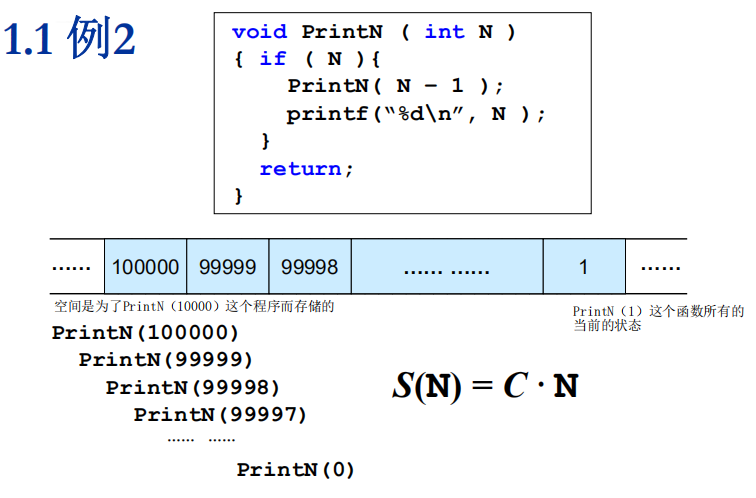 1.1 例2
void PrintN ( int N )
{ if ( N ){
PrintN( N – 1 );
printf(“%d\n”, N );
}
return;
}
…… 100000 99999 99998 …… …… 1 ……
空间是为了PrintN（10000）这个程序而存储的
PrintN（1）这个函数所有的
当前的状态
PrintN(100000)
PrintN(99999)
PrintN(99998)
PrintN(99997)
…… ……
PrintN(0)
S(N) = C · N